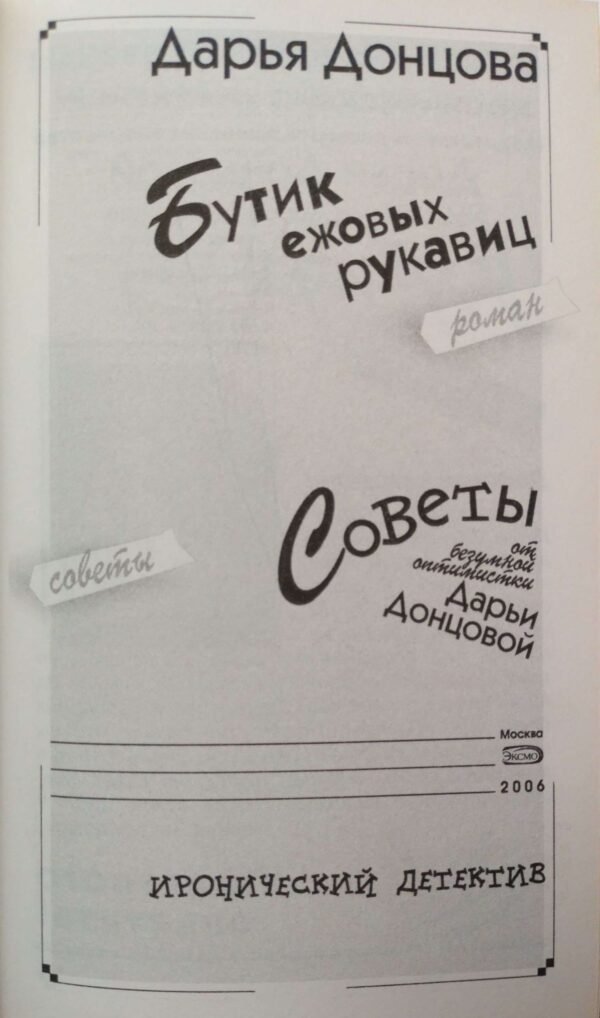 Дарья Донцова
Бутик
ежовых
рукавиц
роман
Советы
от
безумной
оптимистки
Дарьи
Донцовой
советы
Москва
ЭКСМО
2006
ИРОНИЧЕСКИЙ ДЕТЕКТИВ